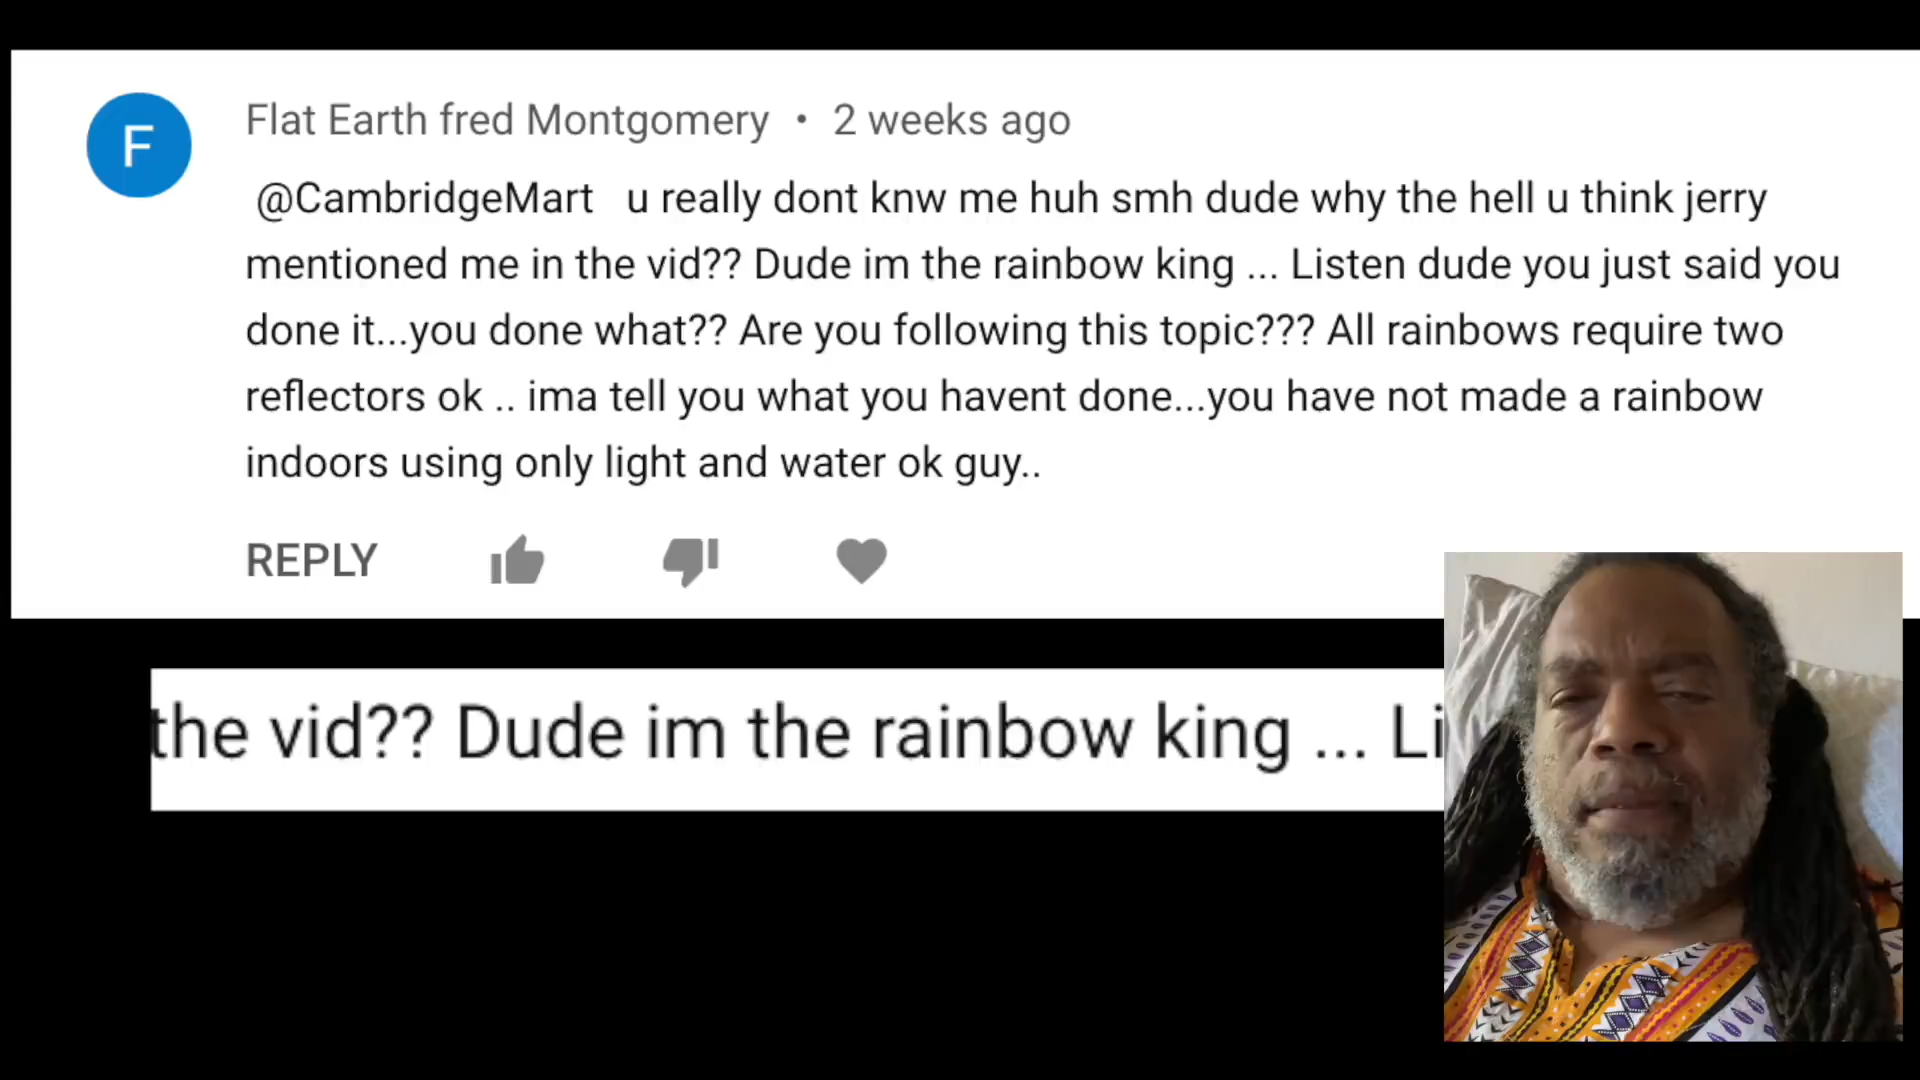 F
Flat Earth fred Montgomery • 2 weeks ago
@CambridgeMart u really dont knw me huh smh dude why the hell u think jerry
mentioned me in the vid?? Dude im the rainbow king ... Listen dude you just said you
done it...you done what?? Are you following this topic??? All rainbows require two
reflectors ok .. ima tell you what you havent done...you have not made a rainbow
indoors using only light and water ok guy..
REPLY
the vid?? Dude im the rainbow king ... Li